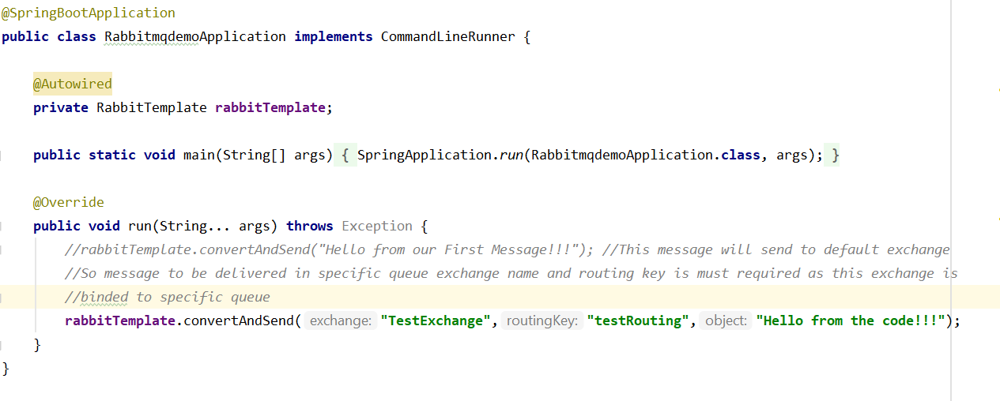 @SpringBootApplication
public class RabbitmqdemoApplication implements CommandLineRunner {
@Autowired
private RabbitTemplate rabbitTemplate;
public static void main(String[] args) { SpringApplication.run(RabbitmqdemoApplication.class, args); }
@Override
public void run(String... args) throws Exception {
//rabbitTemplate.convertAndSend("Hello from our First Message!!!"); //This message will send to default exchange
//So message to be delivered in specific queue exchange name and routing key is must required as this exchange is
//binded to specific queue
rabbitTemplate.convertAndSend( exchange: "TestExchange", routingKey: "testRouting", object: "Hello from the code!!!");
}
}